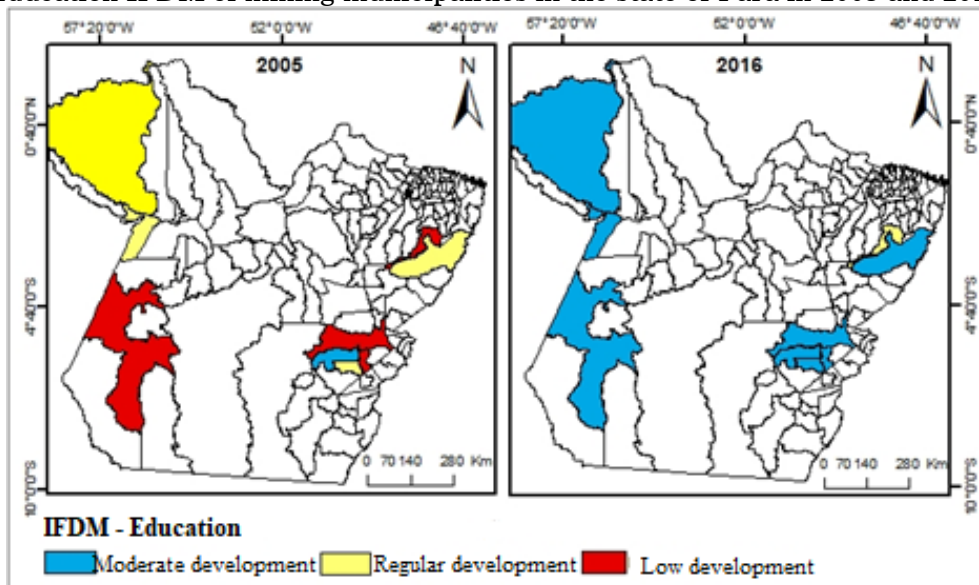 57°20'0"W 52°0'0"W 46°40'0"W 57°20'0"W 52°0'0"W 46°40'0"W
2005 N
2016 N
0°40'0"N
4°40'0"S
10°0'0"S
0°40'0"N
4°40'0"S
10°0'0"S
0 70 140 280 Km
0 70 140 280 Km
IFDM - Education
Moderate development Regular development Low development